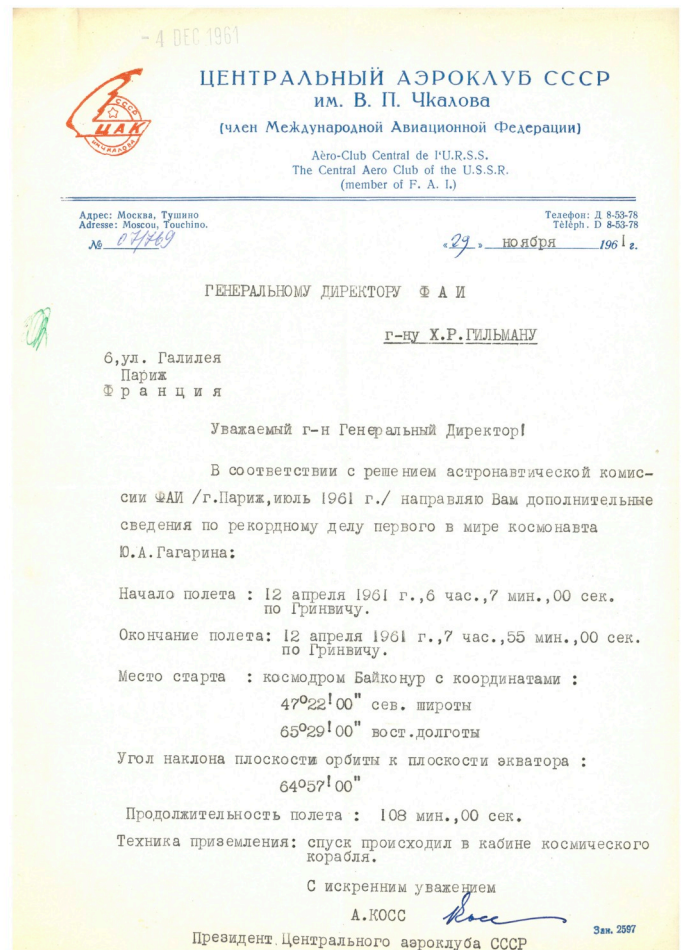 - 4 DEC 1961
ЦЕНТРАЛЬНЫЙ АЭРОКЛУБ СССР
им. В. П. Чкалова
(член Международной Авиационной Федерации)
СССР
ЦАК
им ЧКАЛОВА
Aèro-Club Central de l'U.R.S.S.
The Central Aero Club of the U.S.S.R.
(member of F. A. I.)
Адрес: Москва, Тушино
Adresse: Moscou, Touchino.
№ 07/769
Телефон: Д 8-53-78
Tèlèph. D 8-53-78
«29» ноября 1961 г.
ГЕНЕРАЛЬНОМУ ДИРЕКТОРУ Ф А И
г-ну Х.Р.ГИЛЬМАНУ
6,ул. Галилея
Париж
Ф р а н ц и я
Уважаемый г-н Генеральный Директор!
В соответствии с решением астронавтической комис-
сии ФАИ /г.Париж,июль 1961 г./ направляю Вам дополнительные
сведения по рекордному делу первого в мире космонавта
Ю.А.Гагарина:
Начало полета : 12 апреля 1961 г.,6 час.,7 мин.,00 сек.
по Гринвичу.
Окончание полета: 12 апреля 1961 г.,7 час.,55 мин.,00 сек.
по Гринвичу.
Место старта : космодром Байконур с координатами :
47°22'00" сев. широты
65°29'00" вост.долготы
Угол наклона плоскости орбиты к плоскости экватора :
64°57'00"
Продолжительность полета : 108 мин.,00 сек.
Техника приземления: спуск происходил в кабине космического
корабля.
С искренним уважением
А.КОСС Косс
Зак. 2597
Президент Центрального аэроклуба СССР